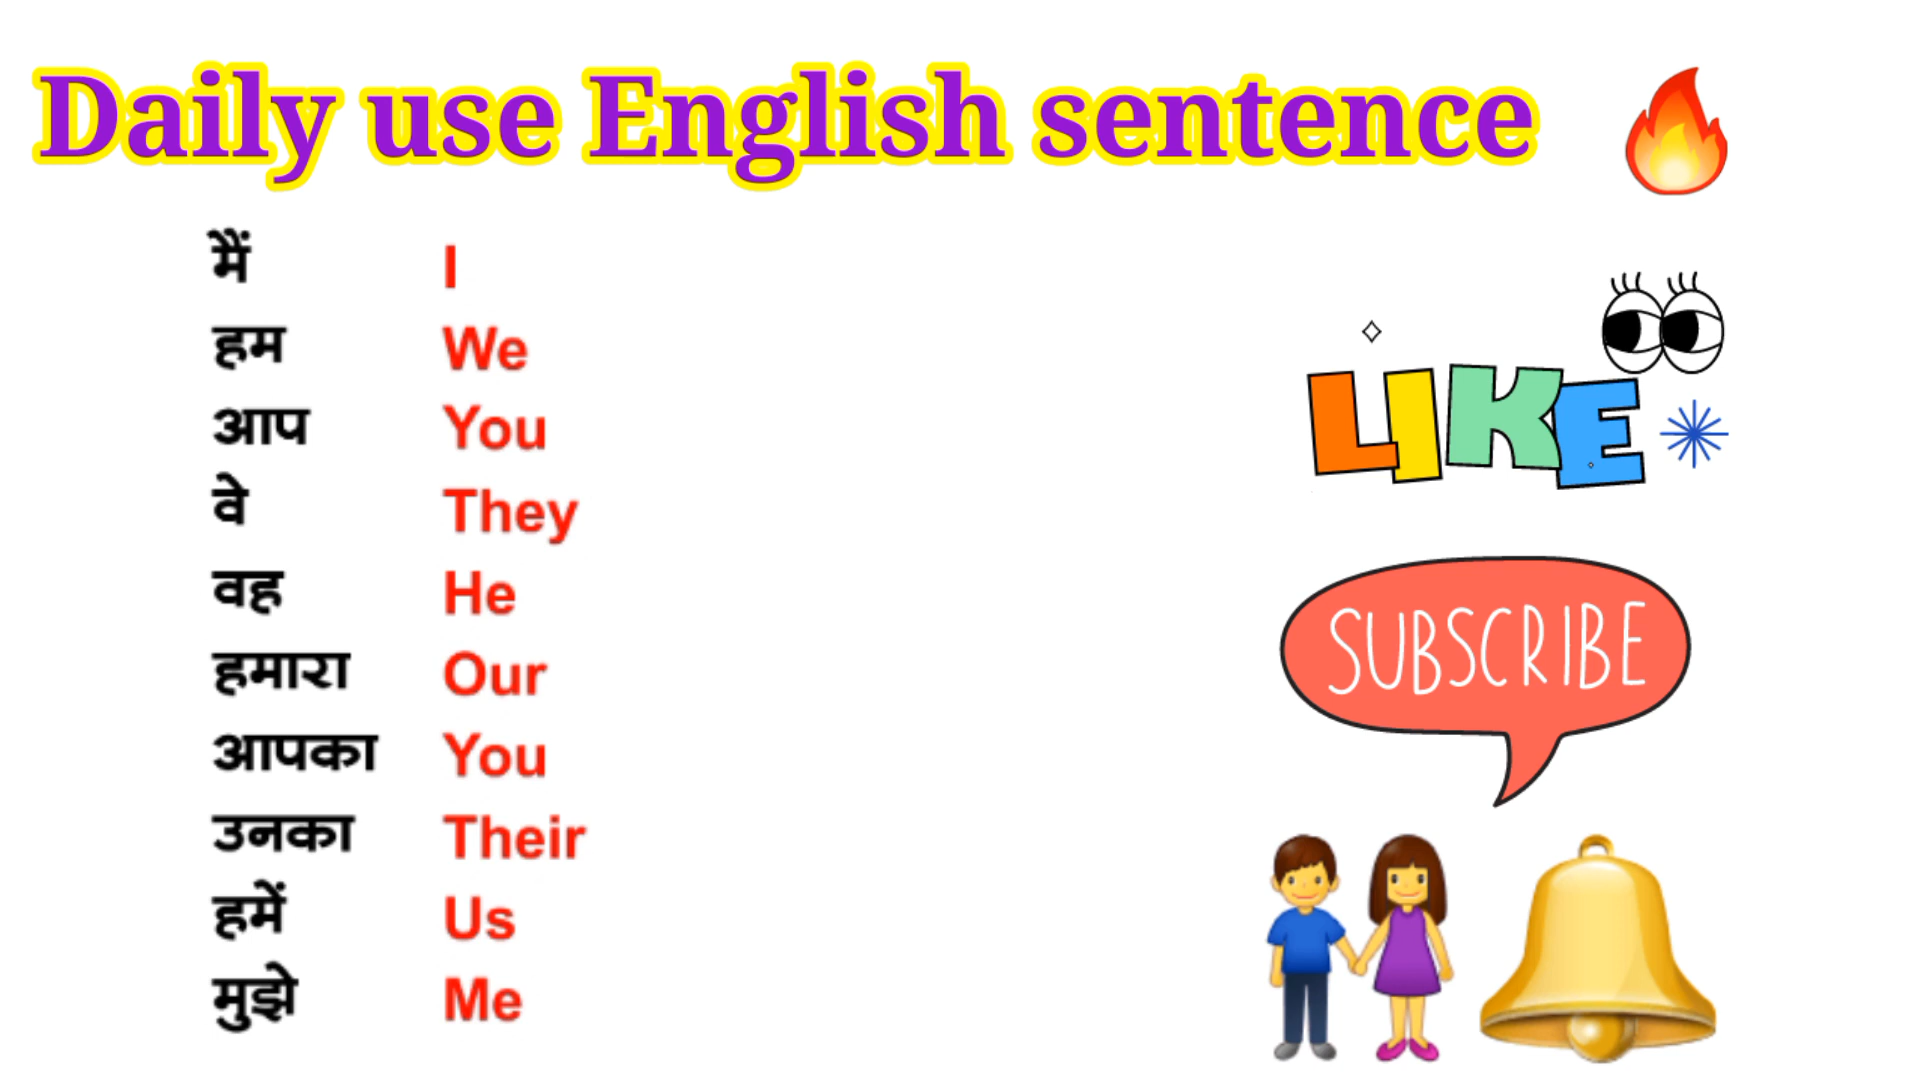 Daily use English sentence
मैं I
हम We
आप You
वे They
वह He
हमारा Our
आपका You
उनका Their
हमें Us
मुझे Me
LIKE
SUBSCRIBE